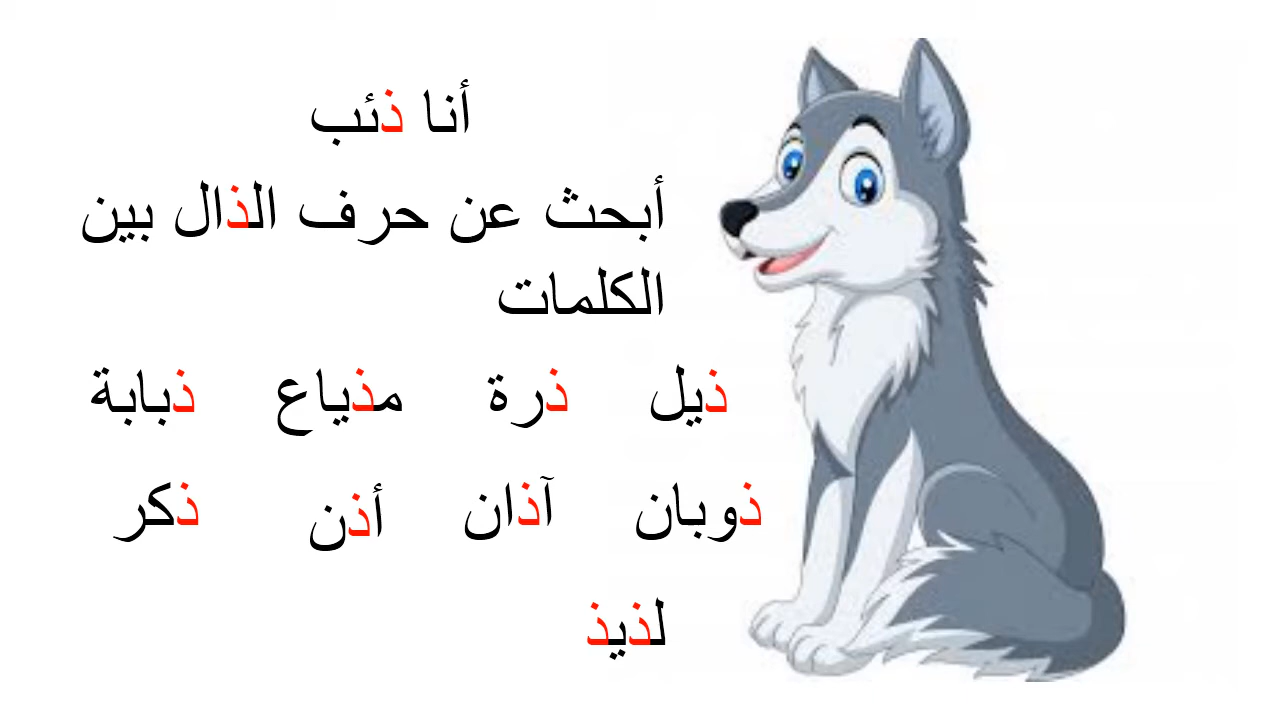 أنا ذئب
أبحث عن حرف الذال بين
الكلمات
ذيل ذرة مذياع ذبابة
ذوبان آذان أذن ذكر
لذيذ